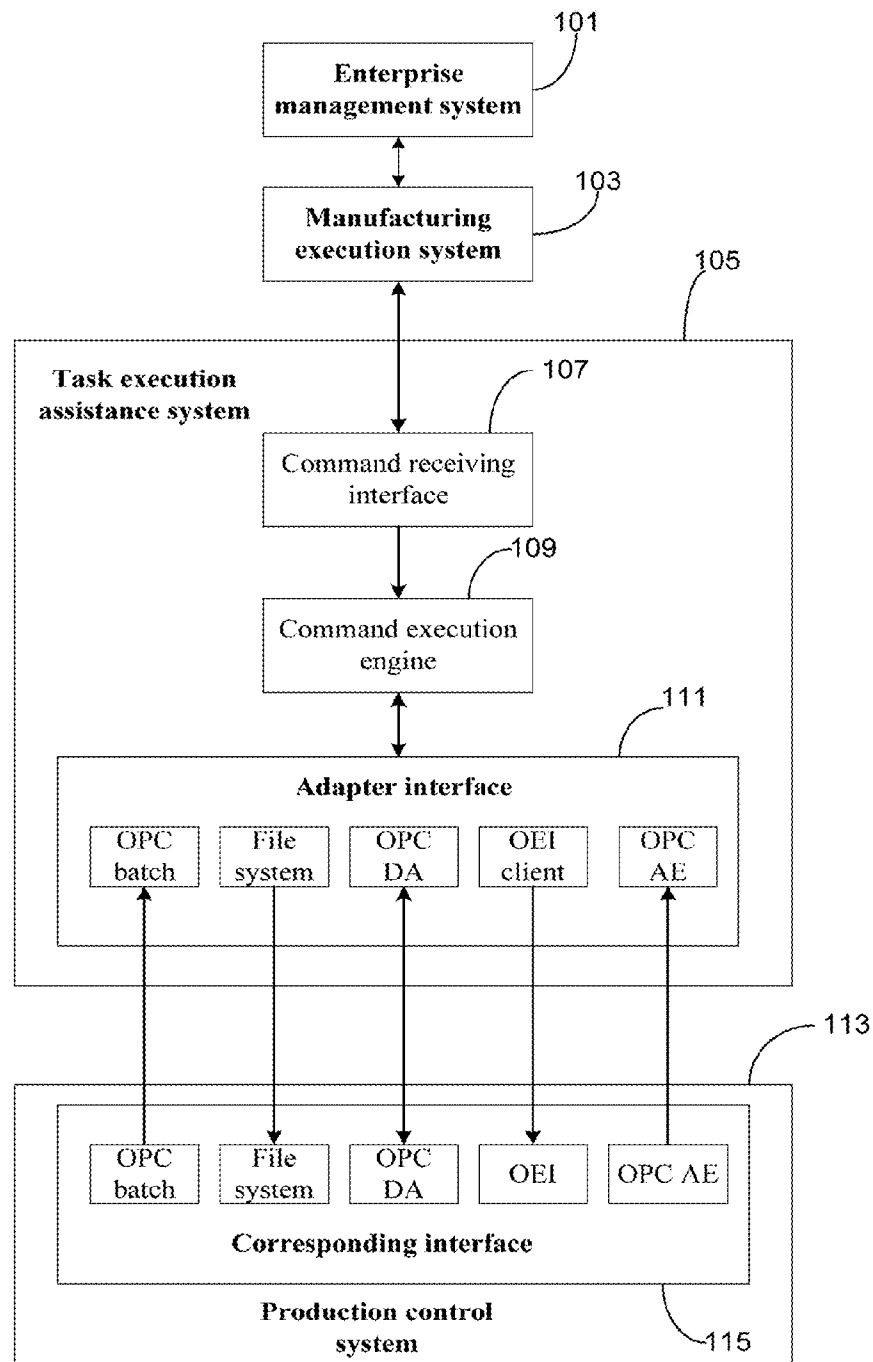 101
Enterprise
management system
103
Manufacturing
execution system
105
Task execution
assistance system
107
Command receiving
interface
109
Command execution
engine
111
Adapter interface
OPC
batch
File
system
OPC
DA
OEI
client
OPC
AE
113
OPC
batch
File
system
OPC
DA
OEI
OPC AE
Corresponding interface
115
Production control
system